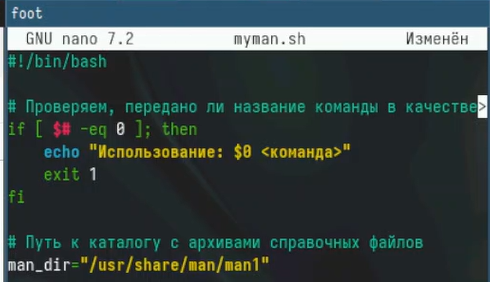 foot
GNU nano 7.2 myman.sh Изменён
#!/bin/bash
# Проверяем, передано ли название команды в качестве>
if [ $# -eq 0 ]; then
echo "Использование: $0 <команда>"
exit 1
fi
# Путь к каталогу с архивами справочных файлов
man_dir="/usr/share/man/man1"